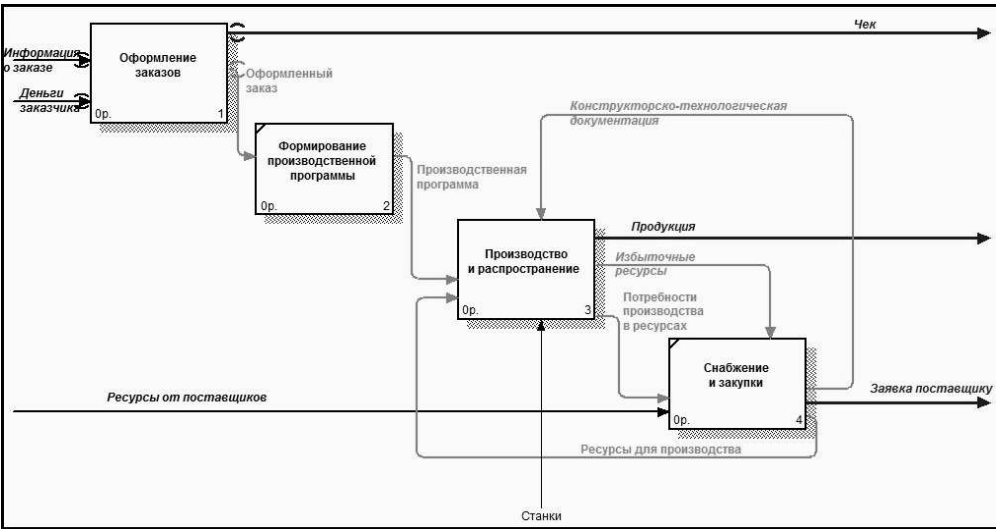 Чек
Информация
о заказе
Деньги
заказчика
Оформление
заказов
0р.
1
Оформленный
заказ
Конструкторско-технологическая
документация
Формирование
производственной
программы
0р.
2
Производственная
программа
Продукция
Производство
и распространение
0р.
3
Избыточные
ресурсы
Потребности
производства
в ресурсах
Снабжение
и закупки
0р.
4
Заявка поставщику
Ресурсы от поставщиков
Ресурсы для производства
Станки